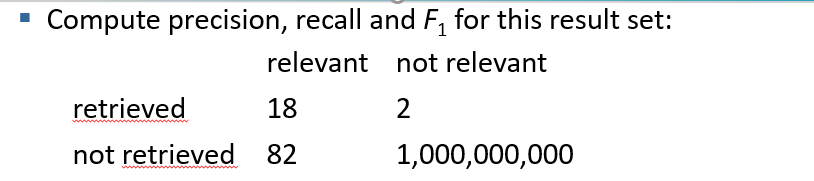 ▪ Compute precision, recall and F1 for this result set:
relevant not relevant
retrieved 18 2
not retrieved 82 1,000,000,000